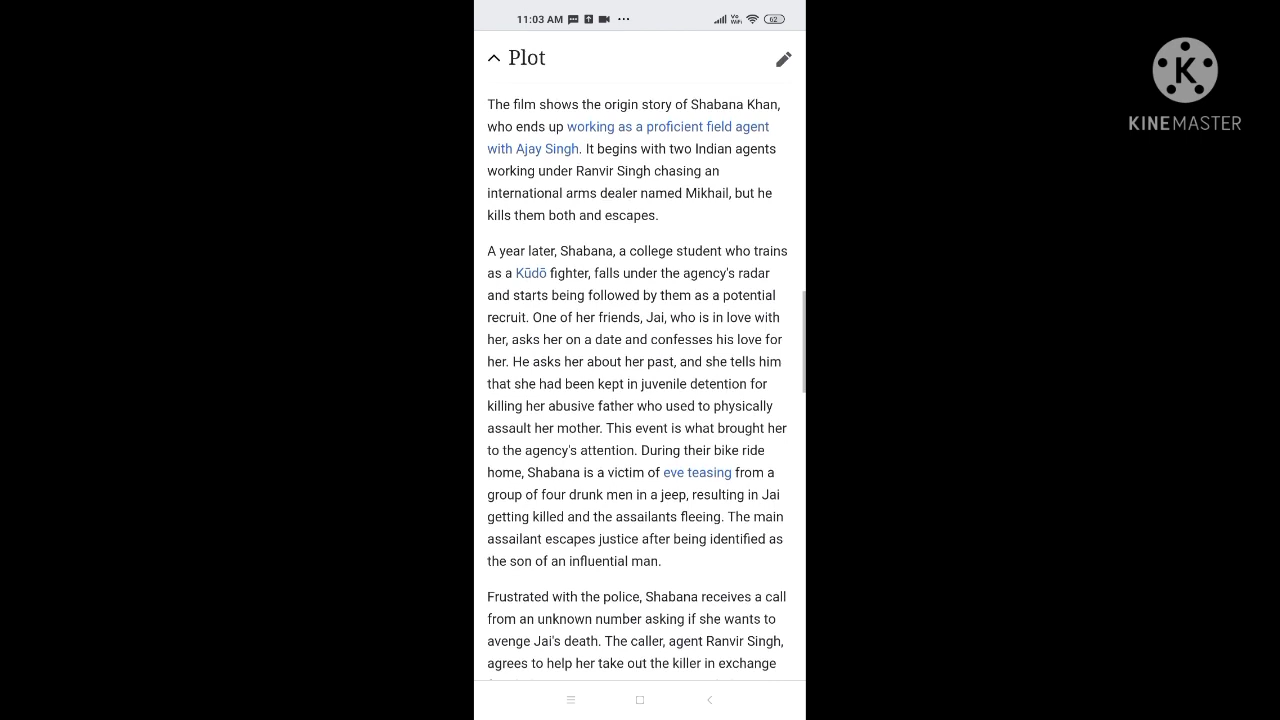 11:03 AM
Vo
WiFi
62
Plot
The film shows the origin story of Shabana Khan,
who ends up working as a proficient field agent
with Ajay Singh. It begins with two Indian agents
working under Ranvir Singh chasing an
international arms dealer named Mikhail, but he
kills them both and escapes.
A year later, Shabana, a college student who trains
as a Kūdō fighter, falls under the agency's radar
and starts being followed by them as a potential
recruit. One of her friends, Jai, who is in love with
her, asks her on a date and confesses his love for
her. He asks her about her past, and she tells him
that she had been kept in juvenile detention for
killing her abusive father who used to physically
assault her mother. This event is what brought her
to the agency's attention. During their bike ride
home, Shabana is a victim of eve teasing from a
group of four drunk men in a jeep, resulting in Jai
getting killed and the assailants fleeing. The main
assailant escapes justice after being identified as
the son of an influential man.
Frustrated with the police, Shabana receives a call
from an unknown number asking if she wants to
avenge Jai's death. The caller, agent Ranvir Singh,
agrees to help her take out the killer in exchange
K
KINEMASTER